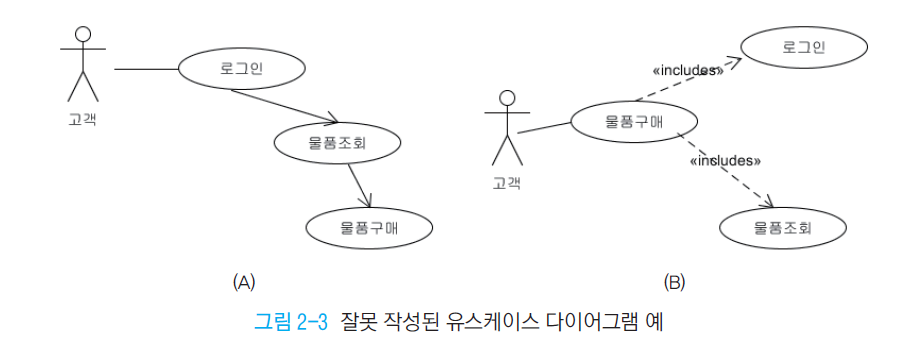 로그인
고객
물품조회
물품구매
(A)
로그인
«includes»
물품구매
고객
«includes»
물품조회
(B)
그림 2-3 잘못 작성된 유스케이스 다이어그램 예